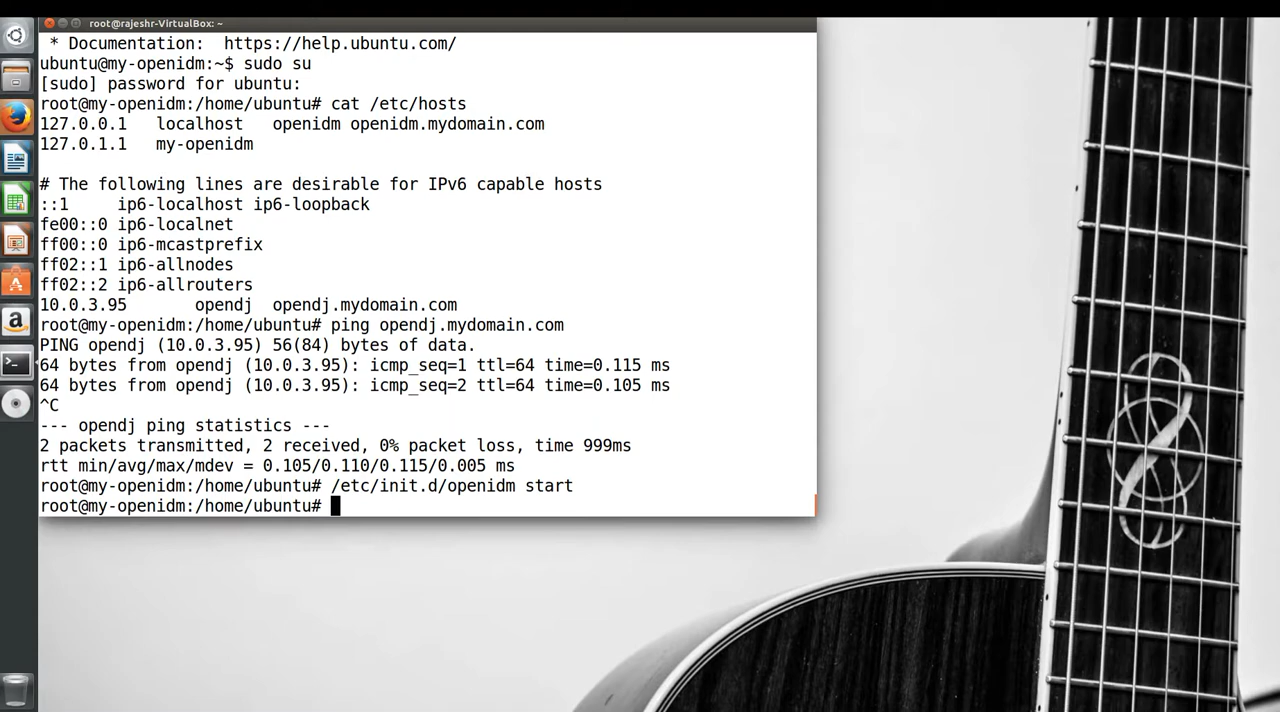 root@rajeshr-VirtualBox: ~
 * Documentation:  https://help.ubuntu.com/
ubuntu@my-openidm:~$ sudo su
[sudo] password for ubuntu:
root@my-openidm:/home/ubuntu# cat /etc/hosts
127.0.0.1   localhost   openidm openidm.mydomain.com
127.0.1.1   my-openidm
# The following lines are desirable for IPv6 capable hosts
::1     ip6-localhost ip6-loopback
fe00::0 ip6-localnet
ff00::0 ip6-mcastprefix
ff02::1 ip6-allnodes
ff02::2 ip6-allrouters
10.0.3.95       opendj  opendj.mydomain.com
root@my-openidm:/home/ubuntu# ping opendj.mydomain.com
PING opendj (10.0.3.95) 56(84) bytes of data.
64 bytes from opendj (10.0.3.95): icmp_seq=1 ttl=64 time=0.115 ms
64 bytes from opendj (10.0.3.95): icmp_seq=2 ttl=64 time=0.105 ms
^C
--- opendj ping statistics ---
2 packets transmitted, 2 received, 0% packet loss, time 999ms
rtt min/avg/max/mdev = 0.105/0.110/0.115/0.005 ms
root@my-openidm:/home/ubuntu# /etc/init.d/openidm start
root@my-openidm:/home/ubuntu#